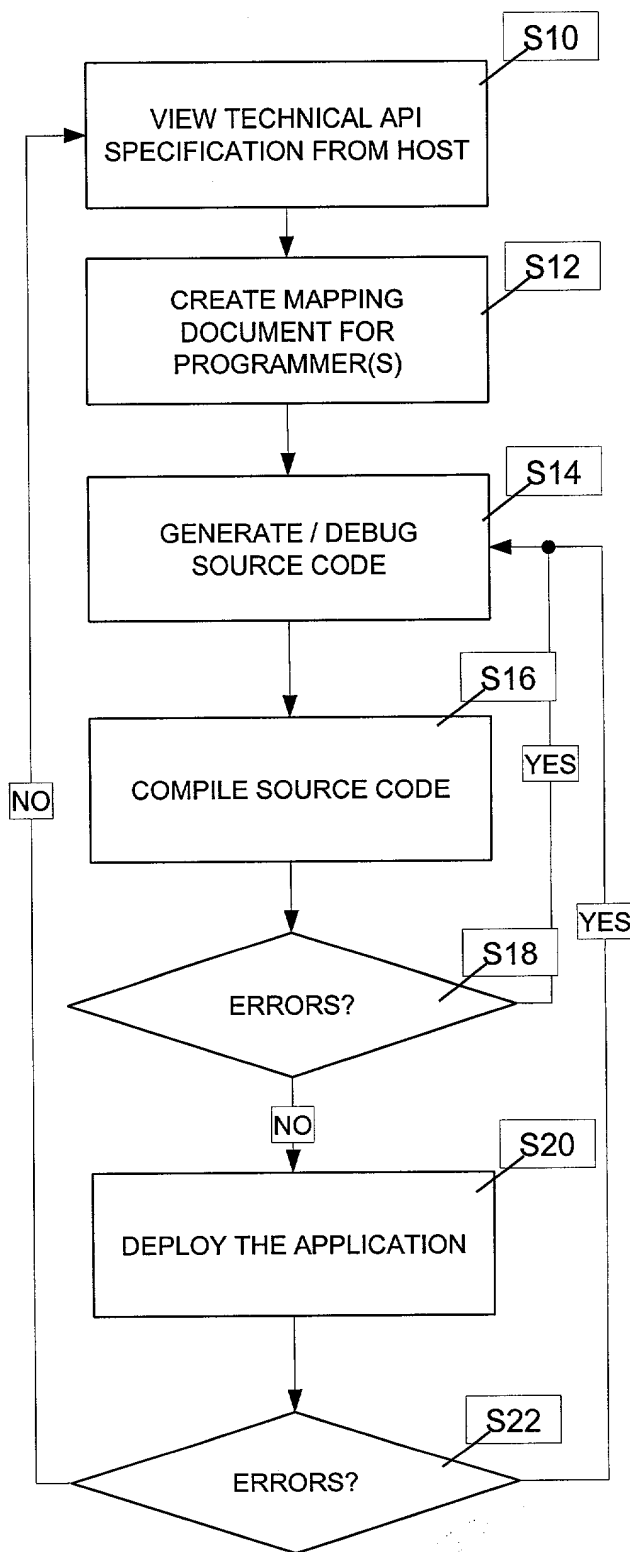 S10
VIEW TECHNICAL API
SPECIFICATION FROM HOST
S12
CREATE MAPPING
DOCUMENT FOR
PROGRAMMER(S)
S14
GENERATE / DEBUG
SOURCE CODE
S16
COMPILE SOURCE CODE
YES
NO
YES
S18
ERRORS?
NO
S20
DEPLOY THE APPLICATION
S22
ERRORS?